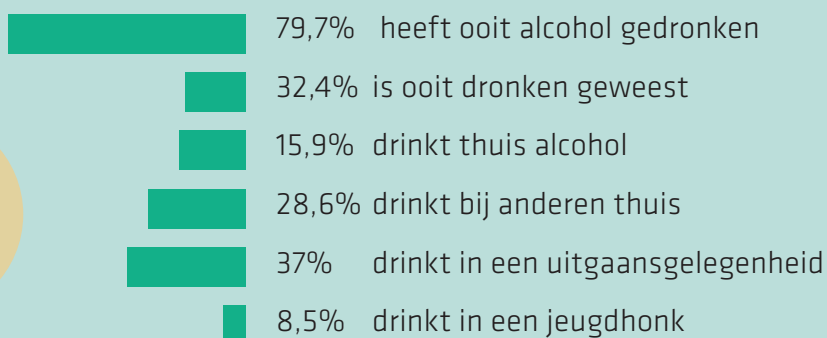 79,7% heeft ooit alcohol gedronken
32,4% is ooit dronken geweest
15,9% drinkt thuis alcohol
28,6% drinkt bij anderen thuis
37% drinkt in een uitgaansgelegenheid
8,5% drinkt in een jeugdhonk